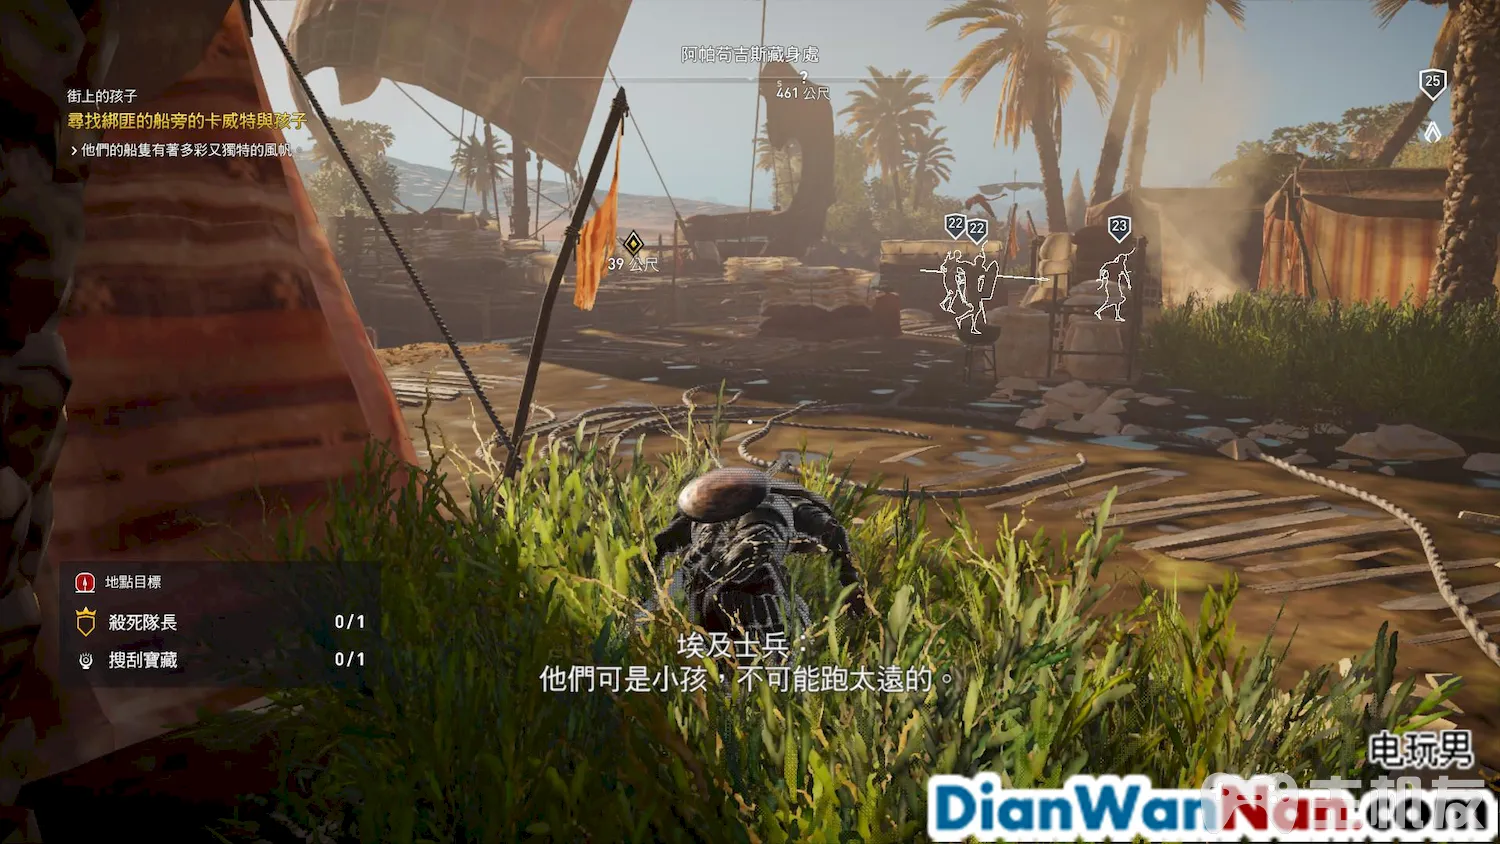 阿帕苟吉斯藏身處
?
S
461 公尺
25
街上的孩子
尋找綁匪的船旁的卡威特與孩子
他們的船隻有著多彩又獨特的風帆
22
22
23
39 公尺
地點目標
殺死隊長 0/1
搜刮寶藏 0/1
埃及士兵：
他們可是小孩，不可能跑太遠的。
电玩男
DianWanNan.com